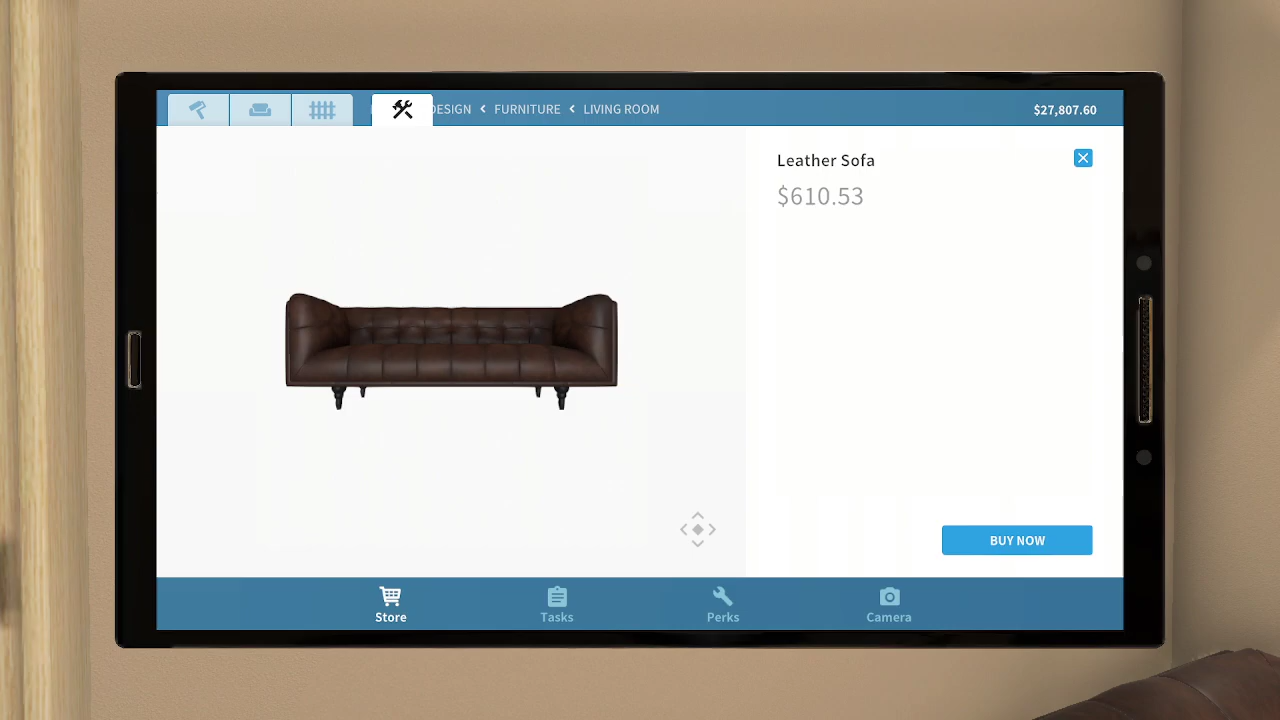 DESIGN < FURNITURE < LIVING ROOM
$27,807.60
Leather Sofa
$610.53
BUY NOW
Store
Tasks
Perks
Camera